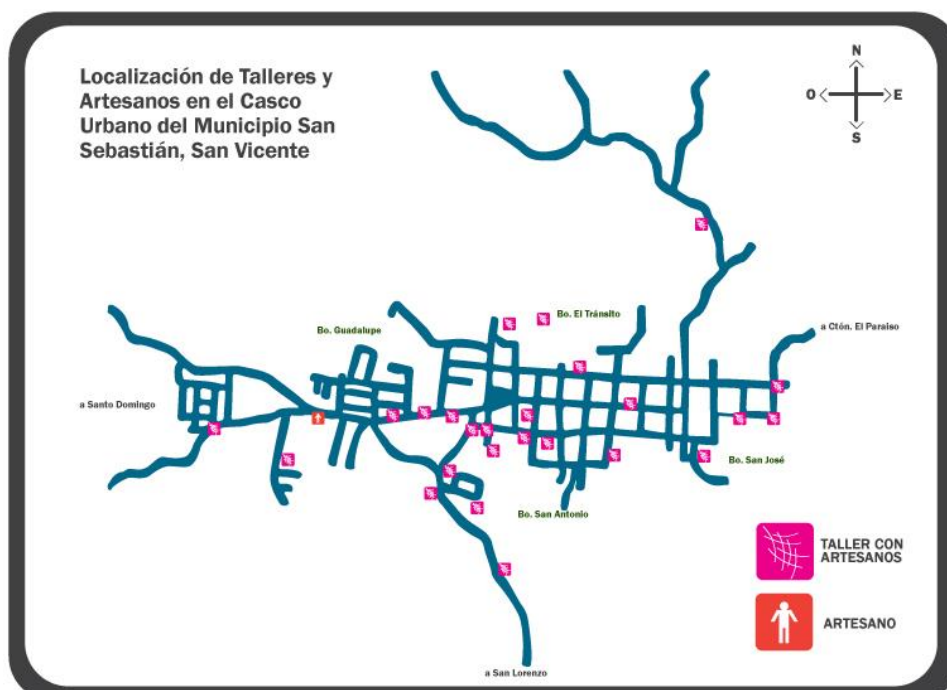 Localización de Talleres y
Artesanos en el Casco
Urbano del Municipio San
Sebastián, San Vicente
N
O
E
S
Bo. El Tránsito
Bo. Guadalupe
a Ctón. El Paraiso
a Santo Domingo
Bo. San José
Bo. San Antonio
TALLER CON
ARTESANOS
ARTESANO
a San Lorenzo